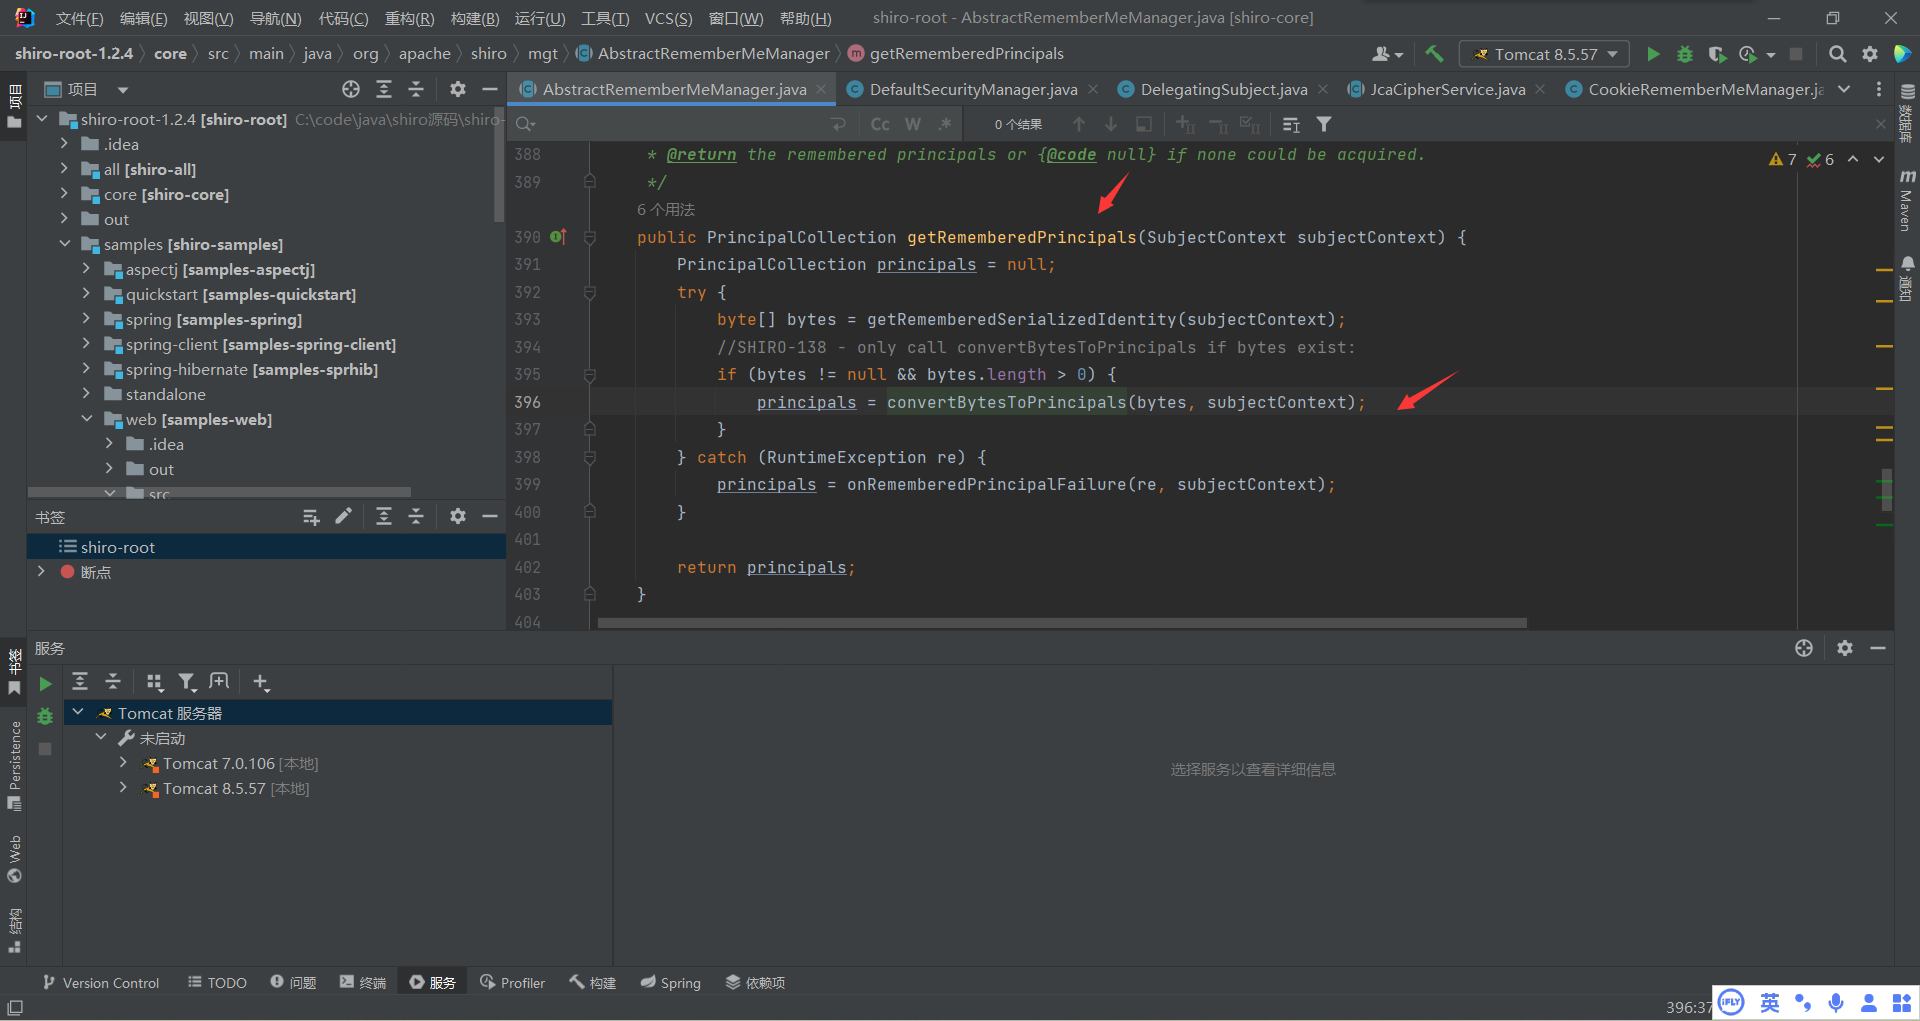 文件(F) 编辑(E) 视图(V) 导航(N) 代码(C) 重构(R) 构建(B) 运行(U) 工具(T) VCS(S) 窗口(W) 帮助(H) shiro-root - AbstractRememberMeManager.java [shiro-core]
shiro-root-1.2.4 core src main java org apache shiro mgt AbstractRememberMeManager getRememberedPrincipals Tomcat 8.5.57
项目
AbstractRememberMeManager.java DefaultSecurityManager.java DelegatingSubject.java JcaCipherService.java CookieRememberMeManager.ja
Cc W .* 0 个结果
7 6
项目
数据库
Maven
通知
shiro-root-1.2.4 [shiro-root] C:\code\java\shiro源码\shiro-
.idea
all [shiro-all]
core [shiro-core]
out
samples [shiro-samples]
aspectj [samples-aspectj]
quickstart [samples-quickstart]
spring [samples-spring]
spring-client [samples-spring-client]
spring-hibernate [samples-sprhib]
standalone
web [samples-web]
.idea
out
src
书签
shiro-root
断点
388 * @return the remembered principals or {@code null} if none could be acquired.
389 */
6 个用法
390 public PrincipalCollection getRememberedPrincipals(SubjectContext subjectContext) {
391 PrincipalCollection principals = null;
392 try {
393 byte[] bytes = getRememberedSerializedIdentity(subjectContext);
394 //SHIRO-138 - only call convertBytesToPrincipals if bytes exist:
395 if (bytes != null && bytes.length > 0) {
396 principals = convertBytesToPrincipals(bytes, subjectContext);
397 }
398 } catch (RuntimeException re) {
399 principals = onRememberedPrincipalFailure(re, subjectContext);
400 }
401
402 return principals;
403 }
404
服务
书签
Persistence
Web
结构
Tomcat 服务器
未启动
Tomcat 7.0.106 [本地]
Tomcat 8.5.57 [本地]
选择服务以查看详细信息
Version Control TODO 问题 终端 服务 Profiler 构建 Spring 依赖项
396:37
iFLY 英